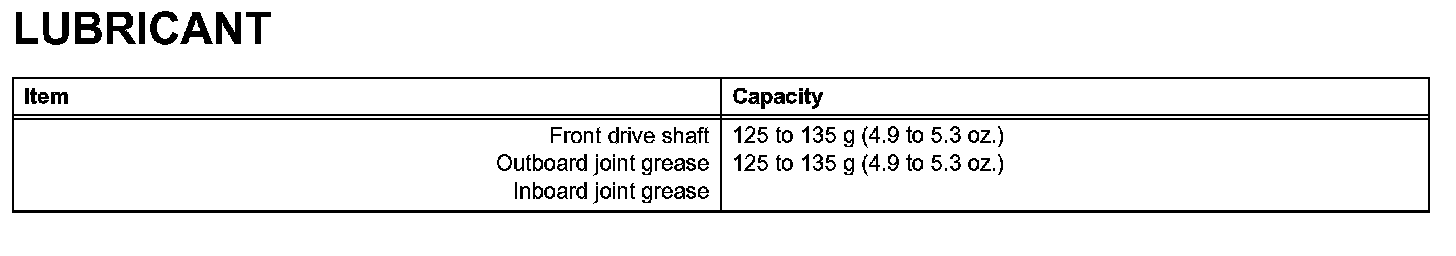 LUBRICANT
Item Capacity
Front drive shaft 125 to 135 g (4.9 to 5.3 oz.)
Outboard joint grease 125 to 135 g (4.9 to 5.3 oz.)
Inboard joint grease